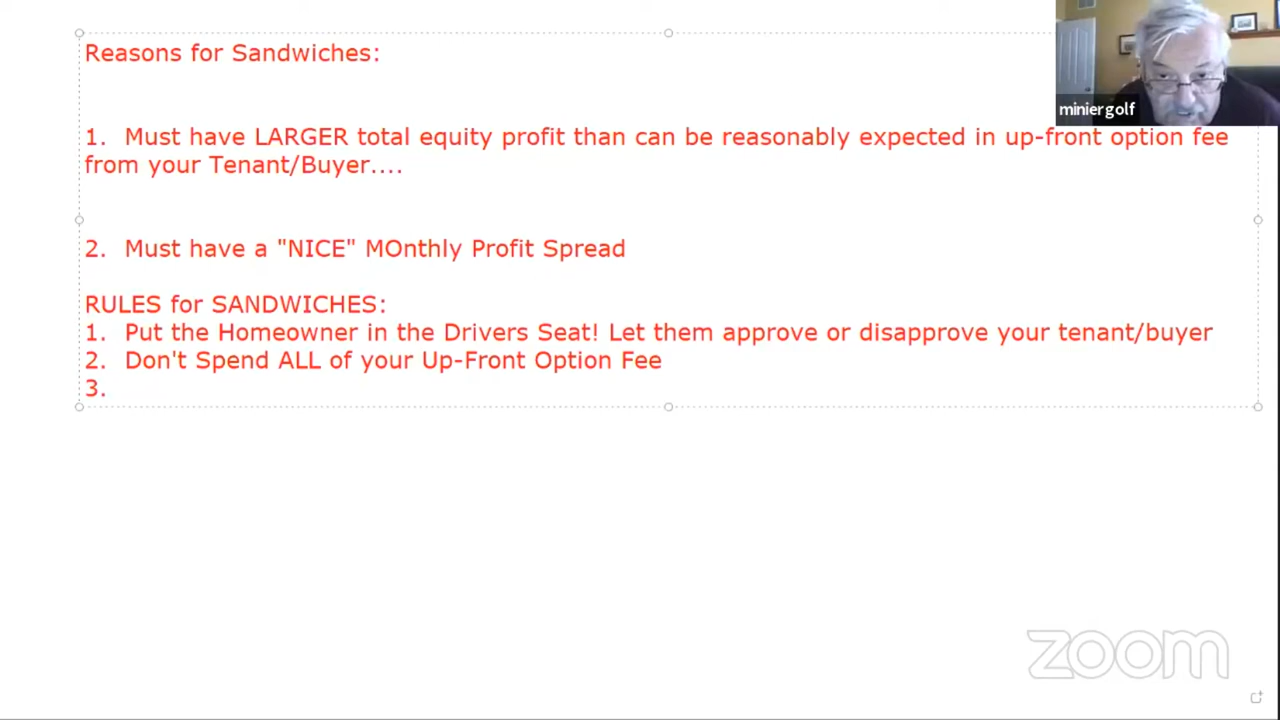 Reasons for Sandwiches:
miniergolf
1. Must have LARGER total equity profit than can be reasonably expected in up-front option fee
from your Tenant/Buyer....
2. Must have a "NICE" MOnthly Profit Spread
RULES for SANDWICHES:
1. Put the Homeowner in the Drivers Seat! Let them approve or disapprove your tenant/buyer
2. Don't Spend ALL of your Up-Front Option Fee
3.
zoom